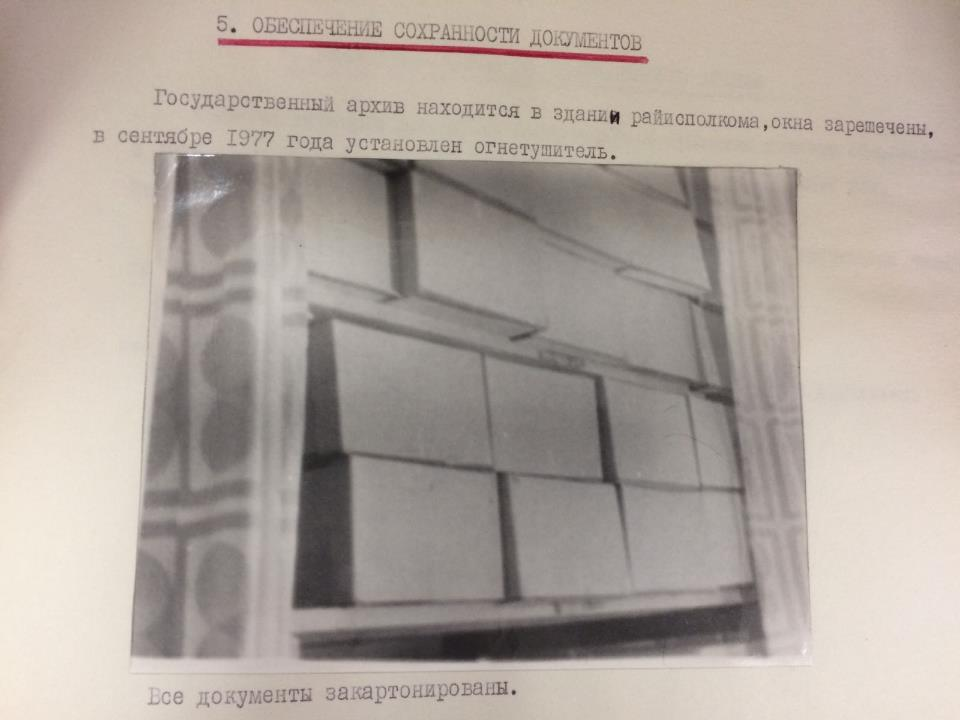 5. ОБЕСПЕЧЕНИЕ СОХРАННОСТИ ДОКУМЕНТОВ
Государственный архив находится в здании райисполкома,окна зарешечены,
в сентябре 1977 года установлен огнетушитель.
Все документы закартонированы.